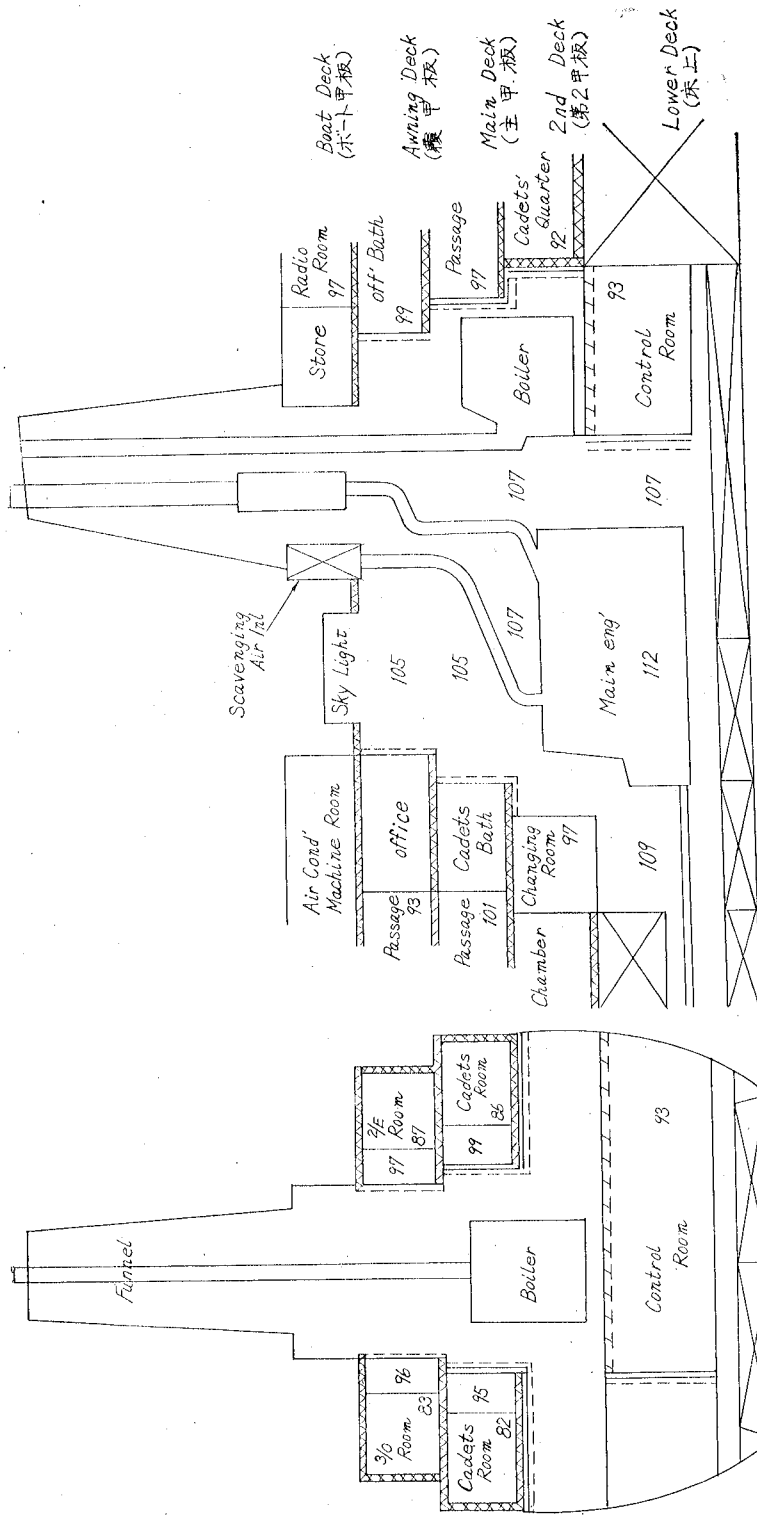 Boat Deck
(ボート甲板)
Awning Deck
(覆甲板)
Main Deck
(主甲板)
2nd Deck
(第2甲板)
Lower Deck
(床上)
Store
Radio
Room
97
off' Bath
99
Passage
97
Cadets'
Quarter
92
Boiler
93
Control
Room
107
107
107
Scavenging
Air Inl
Sky Light
105
105
Main eng'
112
Air Cond'
Machine Room
Passage
93
office
Passage
101
Cadets
Bath
Chamber
Changing
Room
97
109
Funnel
3/O
Room
83
96
Cadets
Room
82
95
97
2/E
Room
87
99
Cadets
Room
86
Boiler
Control
Room
93